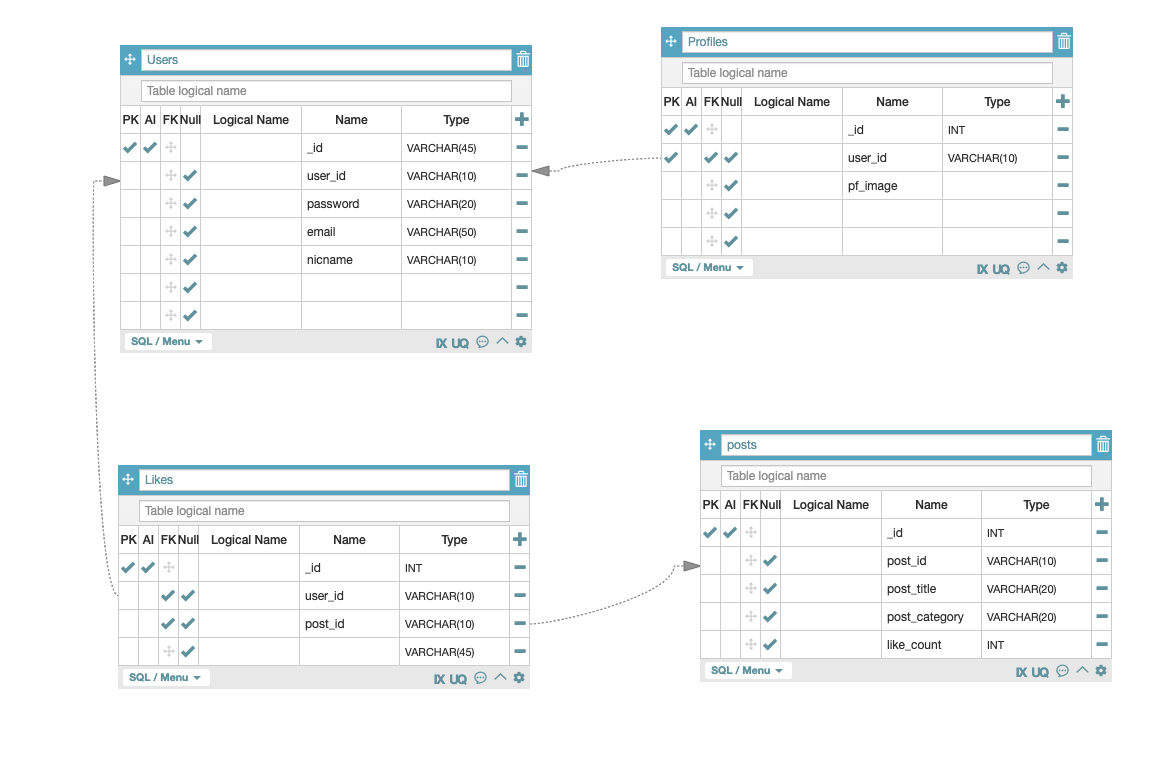 Users
Table logical name
PK AI FK Null Logical Name Name Type
_id VARCHAR(45)
user_id VARCHAR(10)
password VARCHAR(20)
email VARCHAR(50)
nicname VARCHAR(10)
SQL / Menu IX UQ
Profiles
Table logical name
PK AI FK Null Logical Name Name Type
_id INT
user_id VARCHAR(10)
pf_image
SQL / Menu IX UQ
Likes
Table logical name
PK AI FK Null Logical Name Name Type
_id INT
user_id VARCHAR(10)
post_id VARCHAR(10)
VARCHAR(45)
SQL / Menu IX UQ
posts
Table logical name
PK AI FK Null Logical Name Name Type
_id INT
post_id VARCHAR(10)
post_title VARCHAR(20)
post_category VARCHAR(20)
like_count INT
SQL / Menu IX UQ